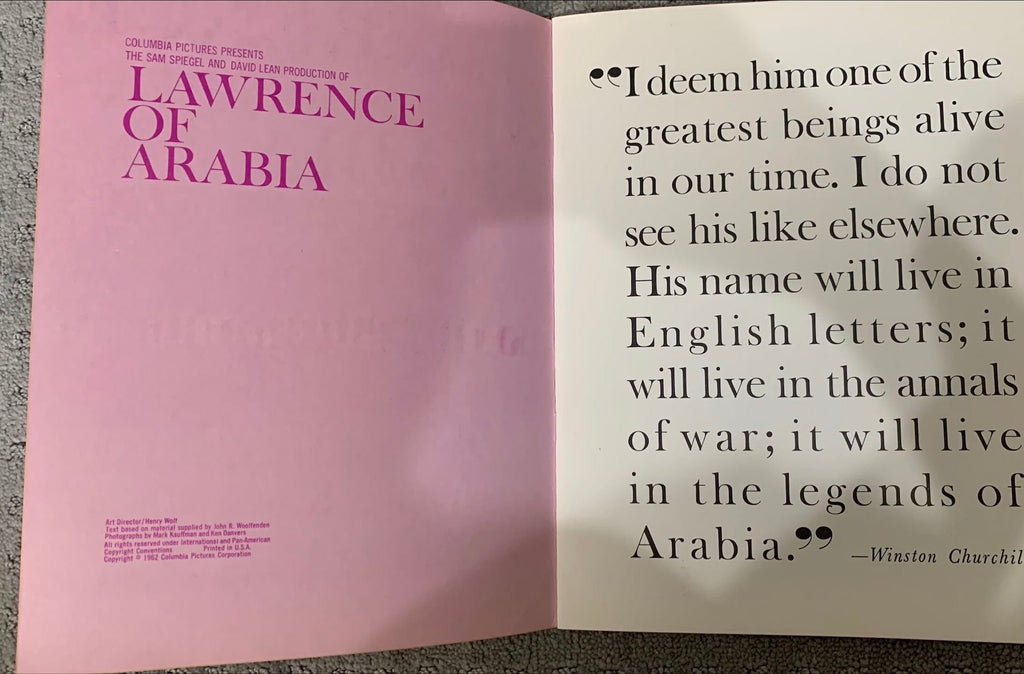 COLUMBIA PICTURES PRESENTS
THE SAM SPIEGEL AND DAVID LEAN PRODUCTION OF
LAWRENCE
OF
ARABIA
Art Director/Henry Wolf
Text based on material supplied by John R. Woolfenden
Photographs by Mark Kauffman and Ken Danvers
All rights reserved under International and Pan-American
Copyright Conventions Printed in U.S.A.
Copyright © 1962 Columbia Pictures Corporation
“I deem him one of the
greatest beings alive
in our time. I do not
see his like elsewhere.
His name will live in
English letters; it
will live in the annals
of war; it will live
in the legends of
Arabia.” —Winston Churchil